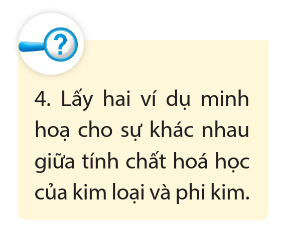 ?
4. Lấy hai ví dụ minh
hoạ cho sự khác nhau
giữa tính chất hoá học
của kim loại và phi kim.